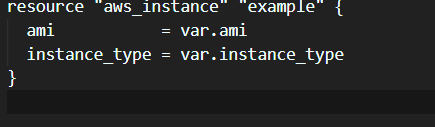 resource "aws_instance" "example" {
  ami           = var.ami
  instance_type = var.instance_type
}